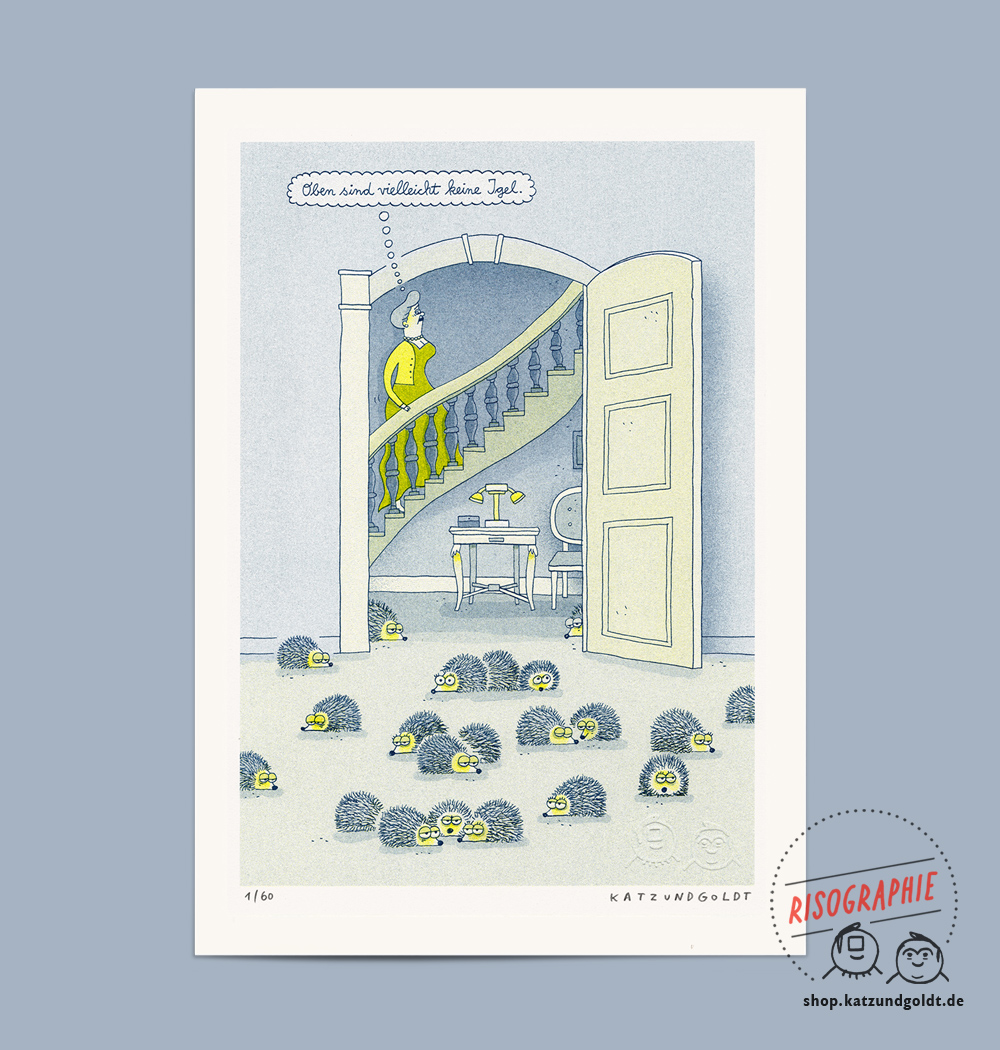 Oben sind vielleicht keine Igel.
1/60
KATZUNDGOLDT
RISOGRAPHIE
shop.katzundgoldt.de